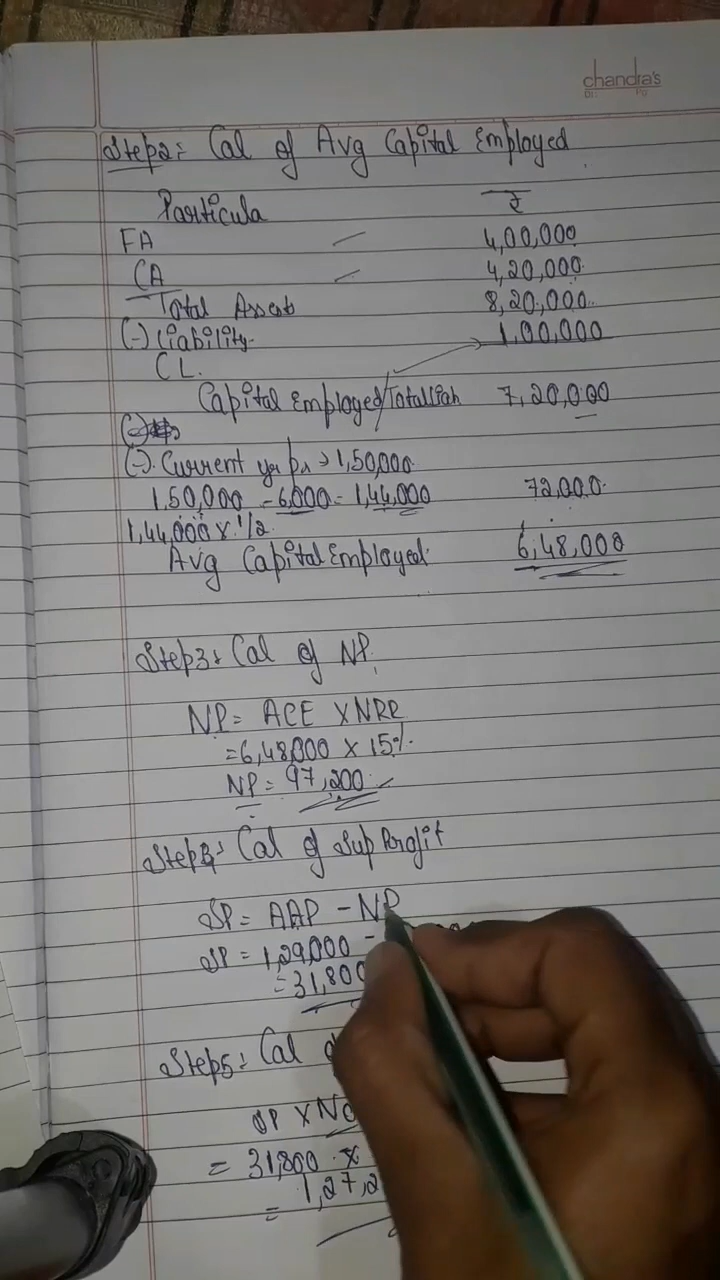 chandra's
Step2: Cal of Avg Capital Employed
Particula ₹
FA 4,00,000
CA 4,20,000
Total Assets 8,20,000
(-) Liability 1,00,000
CL.
Capital Employed/Total Liab 7,20,000
(-)
(-) Current yr Pr → 1,50,000
1,50,000 - 6,000 = 1,44,000 72,000
1,44,000 x 1/2
Avg Capital Employed 6,48,000
Step3: Cal of NP.
NP = ACE X NRR
= 6,48,000 x 15%
NP = 97,200
Step4: Cal of Sup Profit
SP = AAP - NP
SP = 1,29,000 -
= 31,800
Step5: Cal
SP X No
= 31,800 x
= 1,27,2